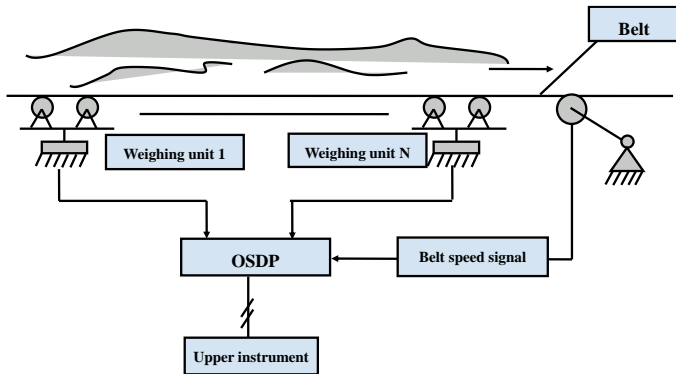 Belt
Weighing unit 1
Weighing unit N
OSDP
Belt speed signal
Upper instrument